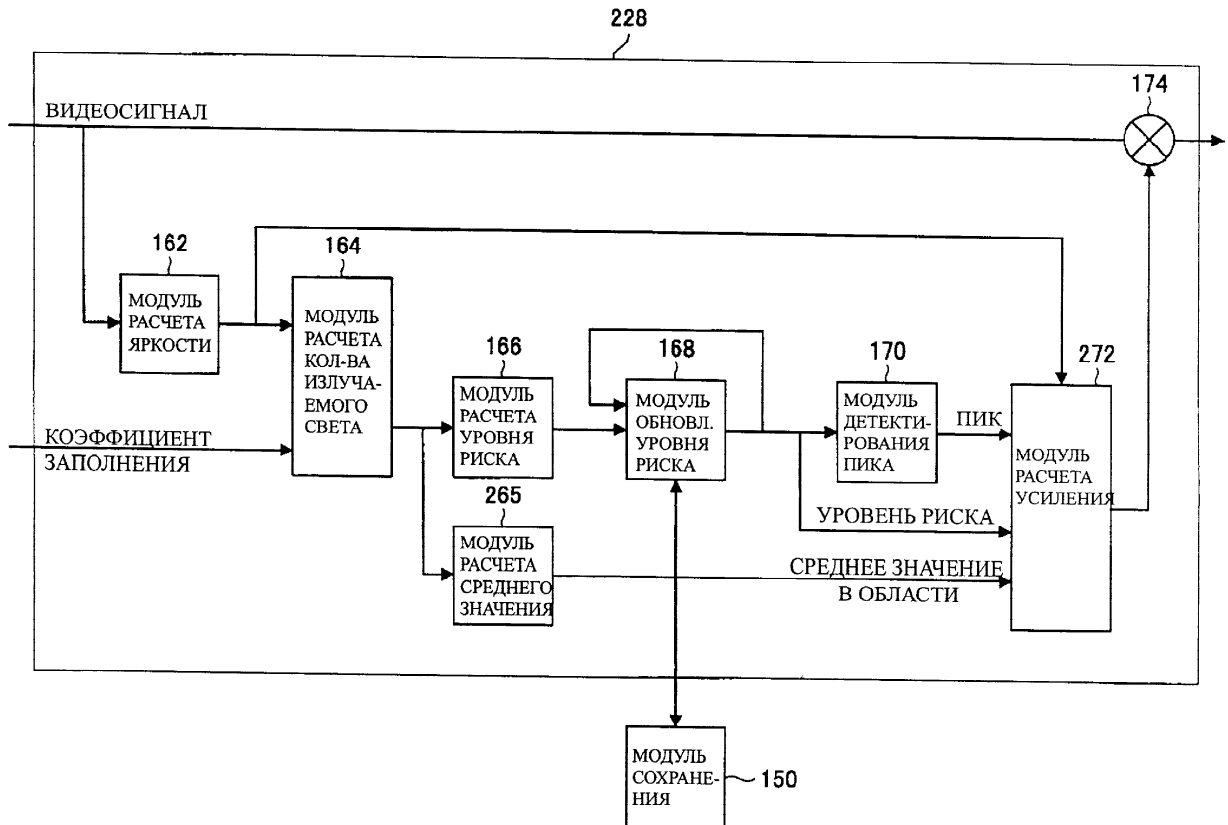 228
ВИДЕОСИГНАЛ
174
162
МОДУЛЬ
РАСЧЕТА
ЯРКОСТИ
164
МОДУЛЬ
РАСЧЕТА
КОЛ-ВА
ИЗЛУЧА-
ЕМОГО
СВЕТА
КОЭФФИЦИЕНТ
ЗАПОЛНЕНИЯ
166
МОДУЛЬ
РАСЧЕТА
УРОВНЯ
РИСКА
168
МОДУЛЬ
ОБНОВЛ.
УРОВНЯ
РИСКА
170
МОДУЛЬ
ДЕТЕКТИ-
РОВАНИЯ
ПИКА
ПИК
272
МОДУЛЬ
РАСЧЕТА
УСИЛЕНИЯ
УРОВЕНЬ РИСКА
265
МОДУЛЬ
РАСЧЕТА
СРЕДНЕГО
ЗНАЧЕНИЯ
СРЕДНЕЕ ЗНАЧЕНИЕ
В ОБЛАСТИ
МОДУЛЬ
СОХРАНЕ-
НИЯ
150